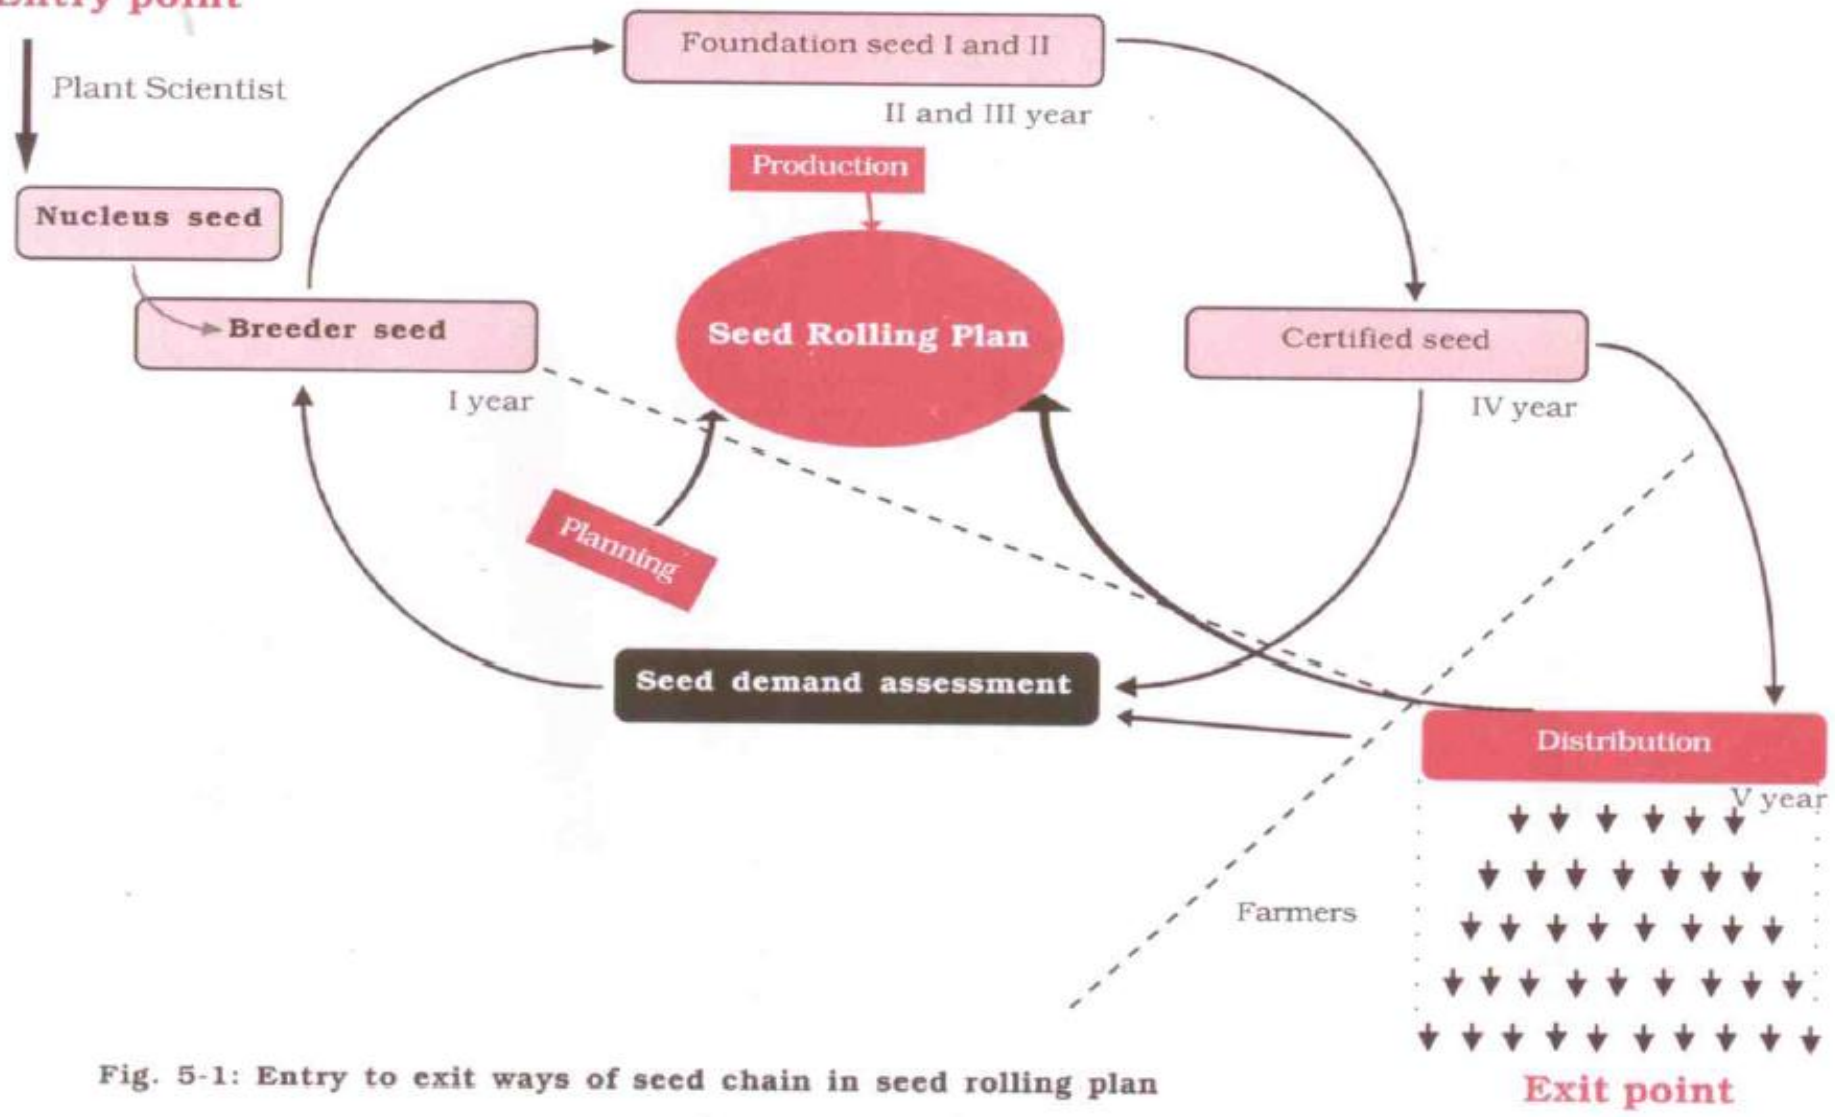 Entry point
Plant Scientist
Nucleus seed
Breeder seed
I year
Foundation seed I and II
II and III year
Production
Seed Rolling Plan
Planning
Certified seed
IV year
Seed demand assessment
Distribution
V year
Farmers
Exit point
Fig. 5-1: Entry to exit ways of seed chain in seed rolling plan